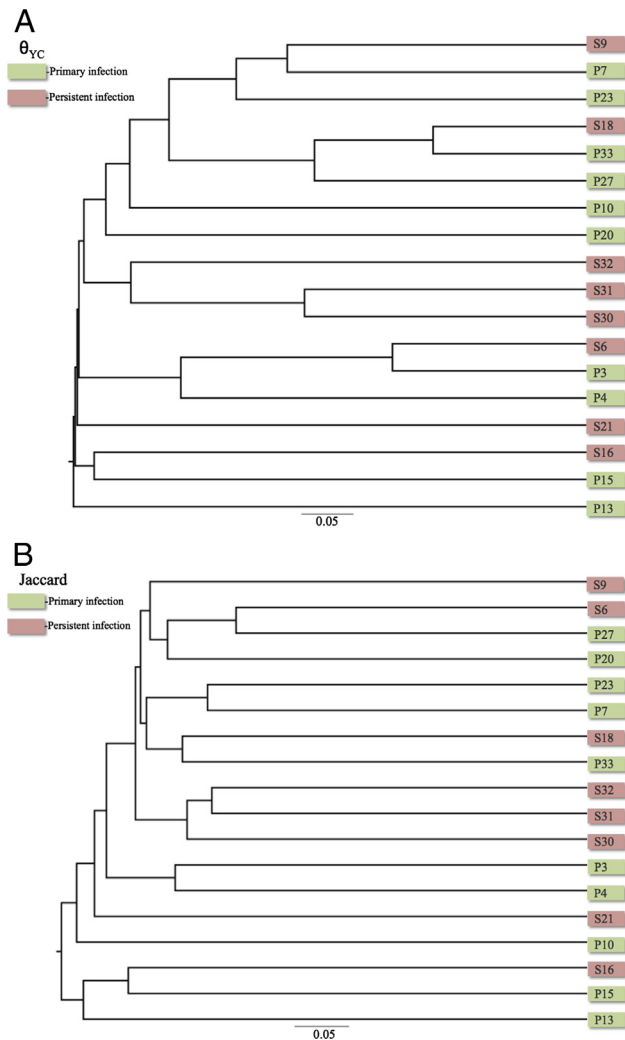 A
θYC
-Primary infection
-Persistent infection
S9
P7
P23
S18
P33
P27
P10
P20
S32
S31
S30
S6
P3
P4
S21
S16
P15
P13
0.05
B
Jaccard
-Primary infection
-Persistent infection
S9
S6
P27
P20
P23
P7
S18
P33
S32
S31
S30
P3
P4
S21
P10
S16
P15
P13
0.05